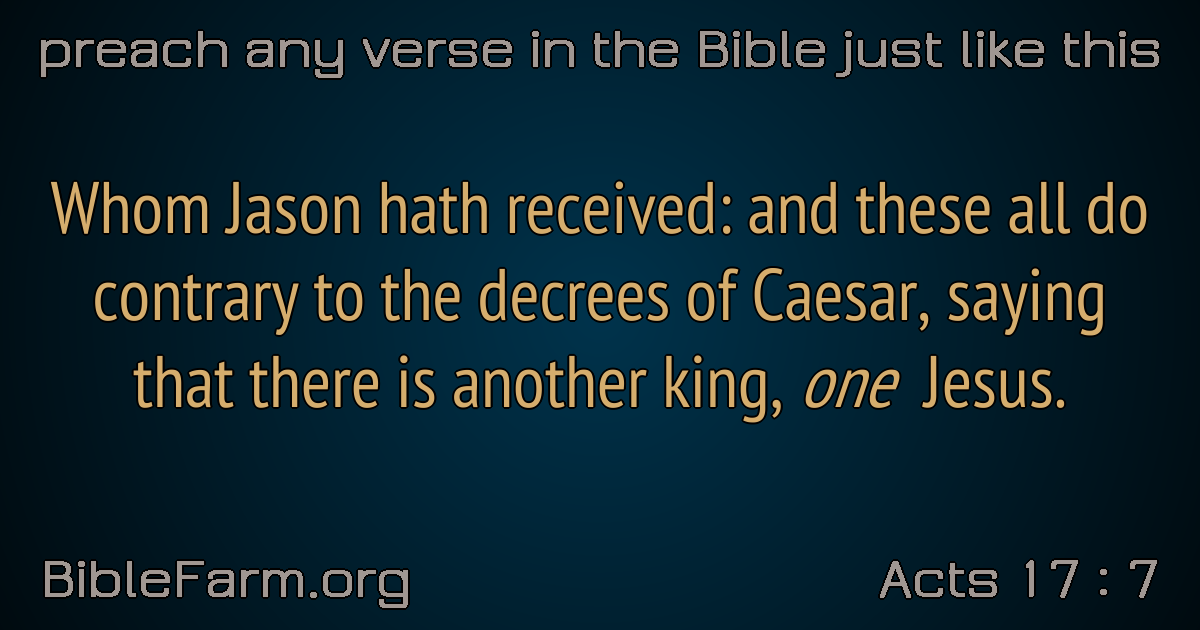 preach any verse in the Bible just like this
Whom Jason hath received: and these all do
contrary to the decrees of Caesar, saying
that there is another king, one Jesus.
BibleFarm.org
Acts 17 : 7